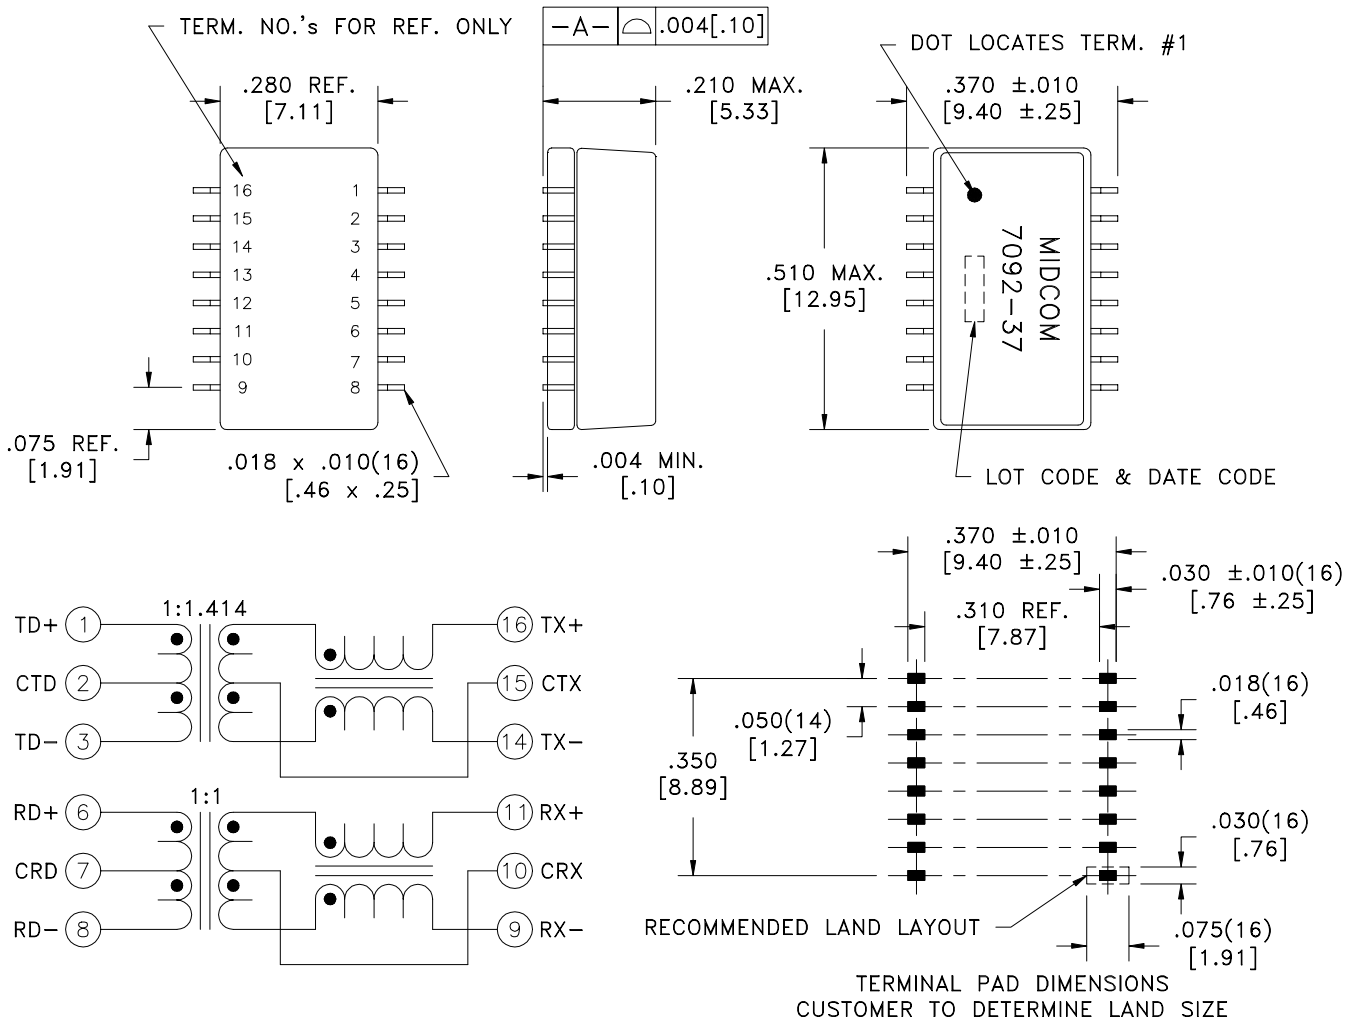 TERM. NO.'s FOR REF. ONLY
-A- .004[.10]
DOT LOCATES TERM. #1
.280 REF.
[7.11]
.210 MAX.
[5.33]
.370 ±.010
[9.40 ±.25]
16 1
15 2
14 3
13 4
12 5
11 6
10 7
9 8
.075 REF.
[1.91]
.018 x .010(16)
[.46 x .25]
.004 MIN.
[.10]
.510 MAX.
[12.95]
MIDCOM
7092-37
LOT CODE & DATE CODE
1:1.414
TD+ 1 16 TX+
CTD 2 15 CTX
TD- 3 14 TX-
1:1
RD+ 6 11 RX+
CRD 7 10 CRX
RD- 8 9 RX-
.370 ±.010
[9.40 ±.25]
.030 ±.010(16)
[.76 ±.25]
.310 REF.
[7.87]
.050(14)
[1.27]
.018(16)
[.46]
.350
[8.89]
.030(16)
[.76]
RECOMMENDED LAND LAYOUT
.075(16)
[1.91]
TERMINAL PAD DIMENSIONS
CUSTOMER TO DETERMINE LAND SIZE